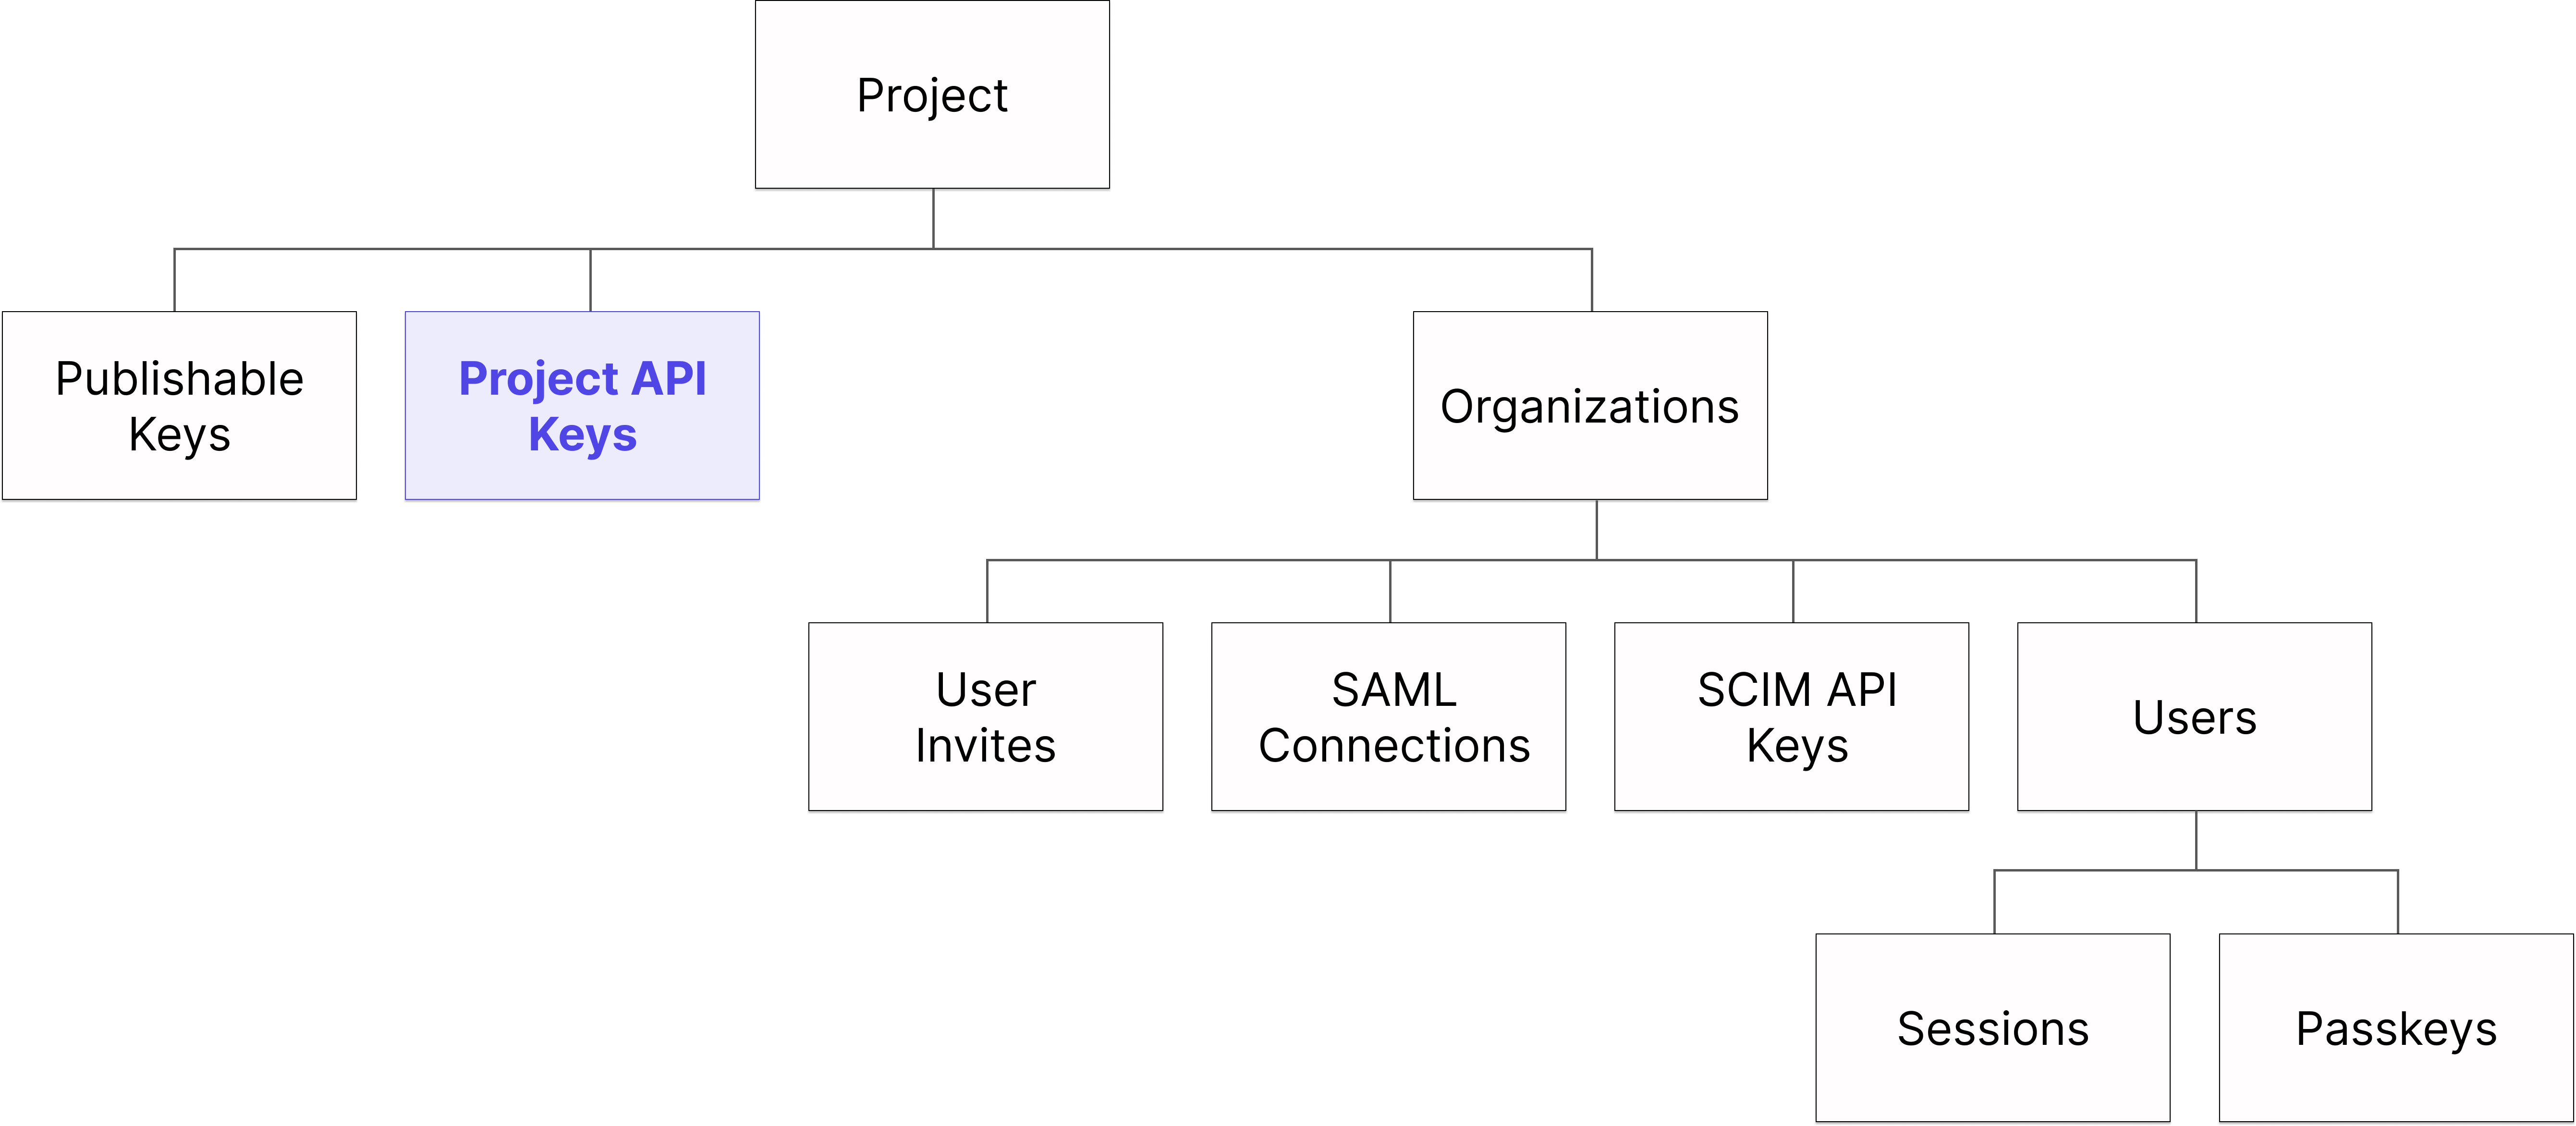 Project
Publishable
Keys
Project API
Keys
Organizations
User
Invites
SAML
Connections
SCIM API
Keys
Users
Sessions
Passkeys